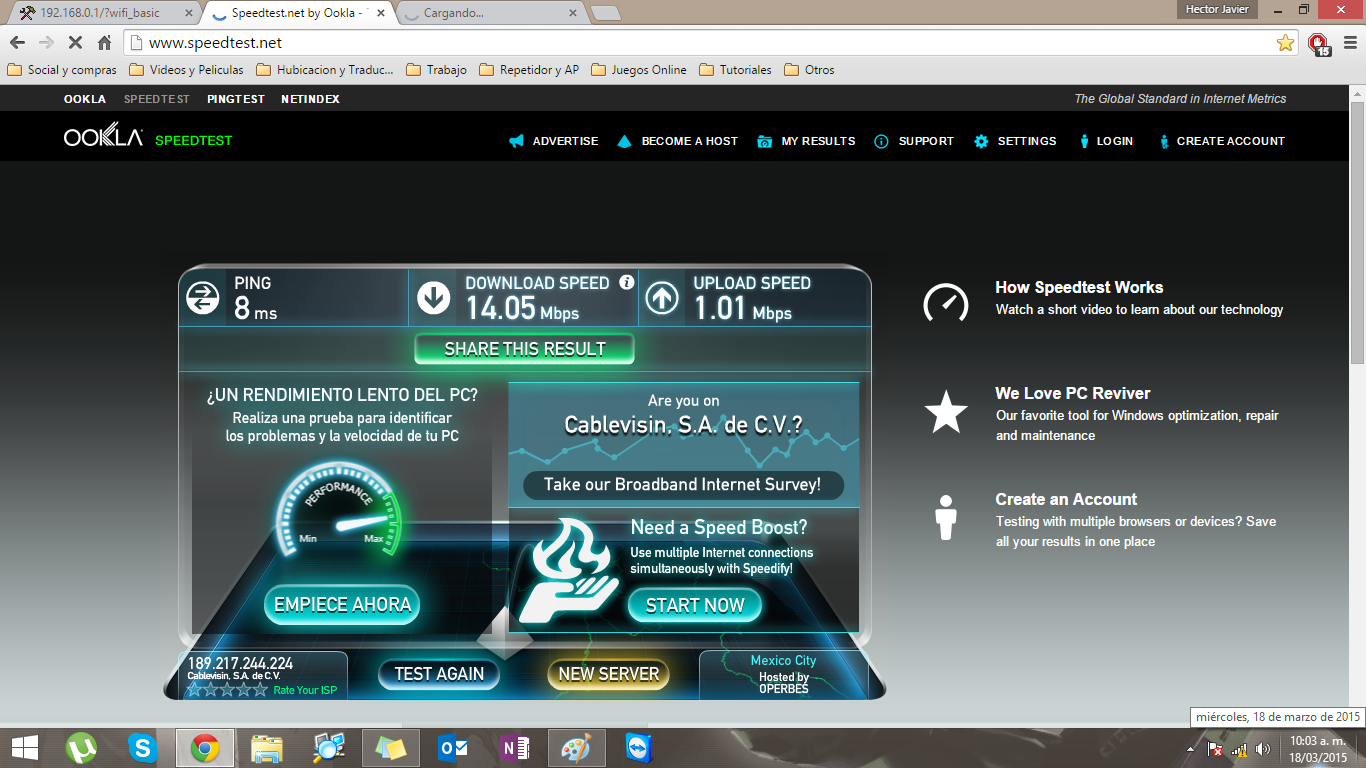 192.168.0.1/?wifi_basic
Speedtest.net by Ookla -
Cargando...
Hector Javier
www.speedtest.net
15
Social y compras
Videos y Peliculas
Hubicacion y Traduc...
Trabajo
Repetidor y AP
Juegos Online
Tutoriales
Otros
OOKLA SPEEDTEST PINGTEST NETINDEX
The Global Standard in Internet Metrics
OOKLA SPEEDTEST
ADVERTISE
BECOME A HOST
MY RESULTS
SUPPORT
SETTINGS
LOGIN
CREATE ACCOUNT
PING
8 ms
DOWNLOAD SPEED
14.05 Mbps
UPLOAD SPEED
1.01 Mbps
SHARE THIS RESULT
¿UN RENDIMIENTO LENTO DEL PC?
Realiza una prueba para identificar
los problemas y la velocidad de tu PC
PERFORMANCE
Min
Max
EMPIECE AHORA
Are you on
Cablevisin, S.A. de C.V.?
Take our Broadband Internet Survey!
Need a Speed Boost?
Use multiple Internet connections
simultaneously with Speedify!
START NOW
189.217.244.224
Cablevisin, S.A. de C.V.
Rate Your ISP
TEST AGAIN
NEW SERVER
Mexico City
Hosted by
OPERBES
How Speedtest Works
Watch a short video to learn about our technology
We Love PC Reviver
Our favorite tool for Windows optimization, repair
and maintenance
Create an Account
Testing with multiple browsers or devices? Save
all your results in one place
miércoles, 18 de marzo de 2015
10:03 a. m.
18/03/2015